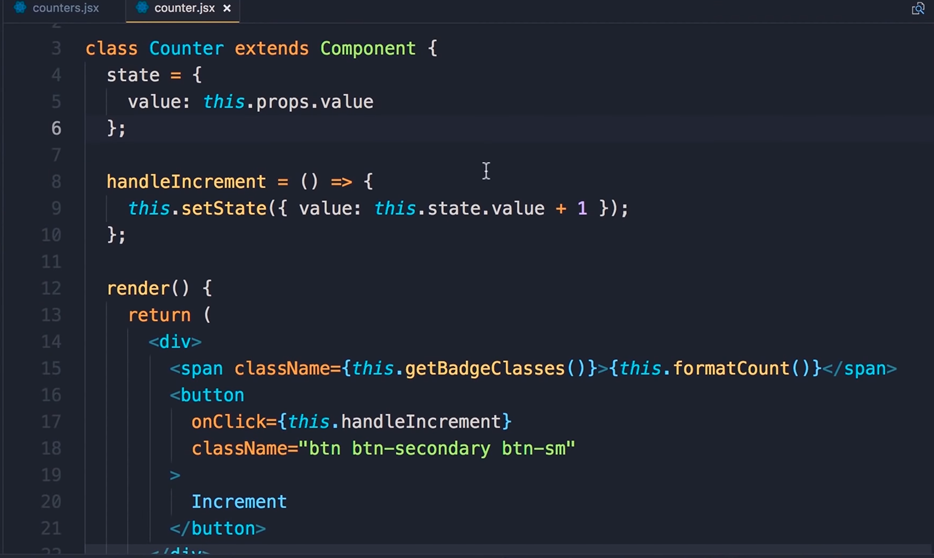 counters.jsx counter.jsx ×
2
3 class Counter extends Component {
4 state = {
5 value: this.props.value
6 };
7
8 handleIncrement = () => {
9 this.setState({ value: this.state.value + 1 });
10 };
11
12 render() {
13 return (
14 <div>
15 <span className={this.getBadgeClasses()}>{this.formatCount()}</span>
16 <button
17 onClick={this.handleIncrement}
18 className="btn btn-secondary btn-sm"
19 >
20 Increment
21 </button>
22 </div>